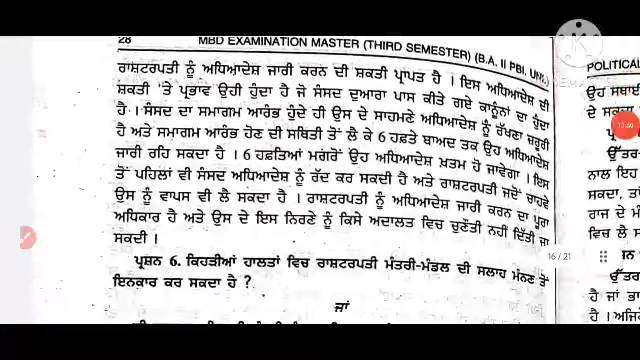 28 MBD EXAMINATION MASTER (THIRD SEMESTER) (B.A. II PBI. UNI.)
ਰਾਸ਼ਟਰਪਤੀ ਨੂੰ ਅਧਿਆਦੇਸ਼ ਜਾਰੀ ਕਰਨ ਦੀ ਸ਼ਕਤੀ ਪ੍ਰਾਪਤ ਹੈ । ਇਸ ਅਧਿਆਦੇਸ਼ ਦੀ
ਸ਼ਕਤੀ 'ਤੇ ਪ੍ਰਭਾਵ ਉਹੀ ਹੁੰਦਾ ਹੈ ਜੋ ਸੰਸਦ ਦੁਆਰਾ ਪਾਸ ਕੀਤੇ ਗਏ ਕਾਨੂੰਨਾਂ ਦਾ ਹੁੰਦਾ
ਹੈ । ਸੰਸਦ ਦਾ ਸਮਾਗਮ ਆਰੰਭ ਹੁੰਦੇ ਹੀ ਉਸ ਦੇ ਸਾਹਮਣੇ ਅਧਿਆਦੇਸ਼ ਨੂੰ ਰੱਖਣਾ ਜ਼ਰੂਰੀ
ਹੈ ਅਤੇ ਸਮਾਗਮ ਆਰੰਭ ਹੋਣ ਦੀ ਸਥਿਤੀ ਤੋਂ ਲੈ ਕੇ 6 ਹਫ਼ਤੇ ਬਾਅਦ ਤਕ ਉਹ ਅਧਿਆਦੇਸ਼
ਜਾਰੀ ਰਹਿ ਸਕਦਾ ਹੈ । 6 ਹਫਤਿਆਂ ਮਗਰੋਂ ਉਹ ਅਧਿਆਦੇਸ਼ ਖ਼ਤਮ ਹੋ ਜਾਵੇਗਾ । ਇਸ
ਤੋਂ ਪਹਿਲਾਂ ਵੀ ਸੰਸਦ ਅਧਿਆਦੇਸ਼ ਨੂੰ ਰੱਦ ਕਰ ਸਕਦੀ ਹੈ ਅਤੇ ਰਾਸ਼ਟਰਪਤੀ ਜਦੋਂ ਚਾਹਵੇ
ਉਸ ਨੂੰ ਵਾਪਸ ਵੀ ਲੈ ਸਕਦਾ ਹੈ । ਰਾਸ਼ਟਰਪਤੀ ਨੂੰ ਅਧਿਆਦੇਸ਼ ਜਾਰੀ ਕਰਨ ਦਾ ਪੂਰਾ
ਅਧਿਕਾਰ ਹੈ ਅਤੇ ਉਸ ਦੇ ਇਸ ਨਿਰਣੇ ਨੂੰ ਕਿਸੇ ਅਦਾਲਤ ਵਿਚ ਚੁਣੌਤੀ ਨਹੀਂ ਦਿੱਤੀ ਜਾ
ਸਕਦੀ ।
ਪ੍ਰਸ਼ਨ 6. ਕਿਹੜੀਆਂ ਹਾਲਤਾਂ ਵਿਚ ਰਾਸ਼ਟਰਪਤੀ ਮੰਤਰੀ-ਮੰਡਲ ਦੀ ਸਲਾਹ ਮੰਨਣ ਤੋਂ
ਇਨਕਾਰ ਕਰ ਸਕਦਾ ਹੈ ?
ਜਾਂ
POLITICAL
ਉਹ ਸਥਾਈ
ਦੇ ਸਕਦਾ
ਉੱਤਰ
ਨਾਲ ਇਹ
ਸਕਦਾ, ਤਾਂ
ਰਾਜ ਦੇ ਮੰ
ਵਿਚ ਲੈ ਸ
ਉੱਤਰ
ਹੈ ਜਾਂ ਭਾ
ਹੈ । ਅਜਿਹੇ
16 / 21